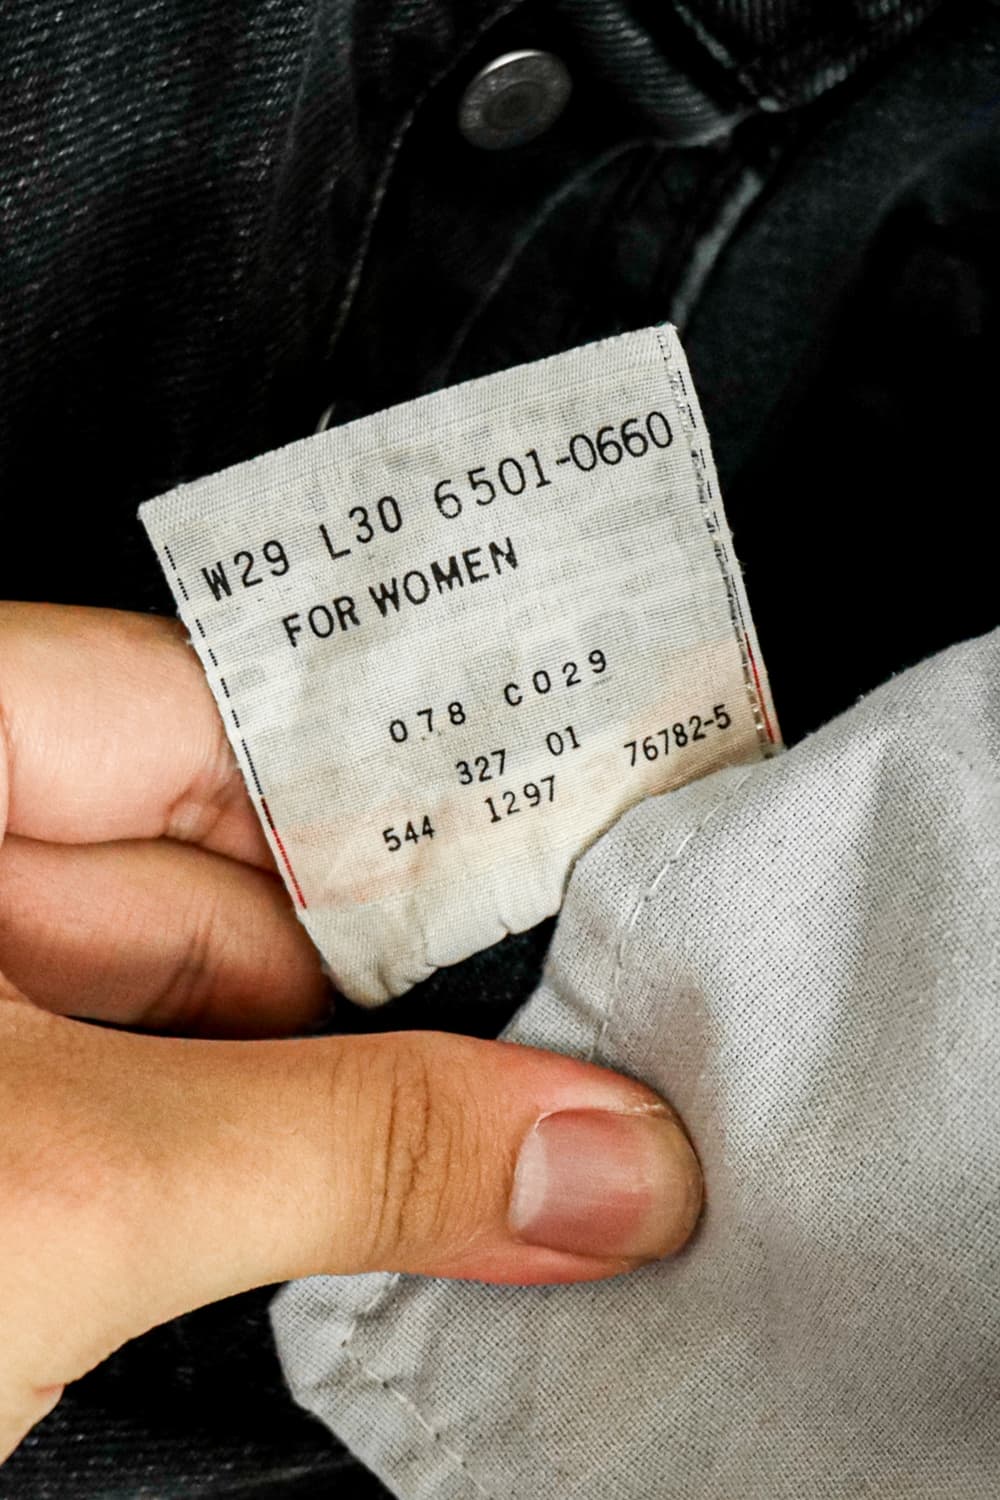 W29 L30 6501-0660
FOR WOMEN
078 C029
327 01 76782-5
544 1297